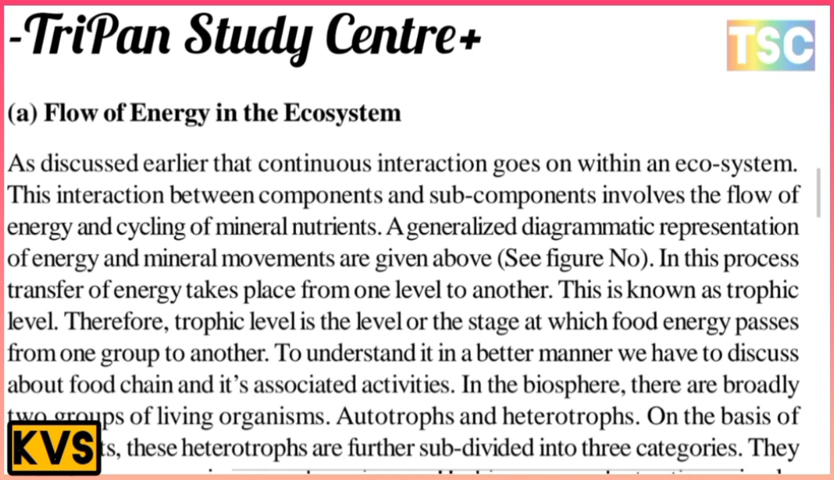 -TriPan Study Centre+
TSC
(a) Flow of Energy in the Ecosystem
As discussed earlier that continuous interaction goes on within an eco-system.
This interaction between components and sub-components involves the flow of
energy and cycling of mineral nutrients. A generalized diagrammatic representation
of energy and mineral movements are given above (See figure No). In this process
transfer of energy takes place from one level to another. This is known as trophic
level. Therefore, trophic level is the level or the stage at which food energy passes
from one group to another. To understand it in a better manner we have to discuss
about food chain and it's associated activities. In the biosphere, there are broadly
two groups of living organisms. Autotrophs and heterotrophs. On the basis of
KVS
these heterotrophs are further sub-divided into three categories. They